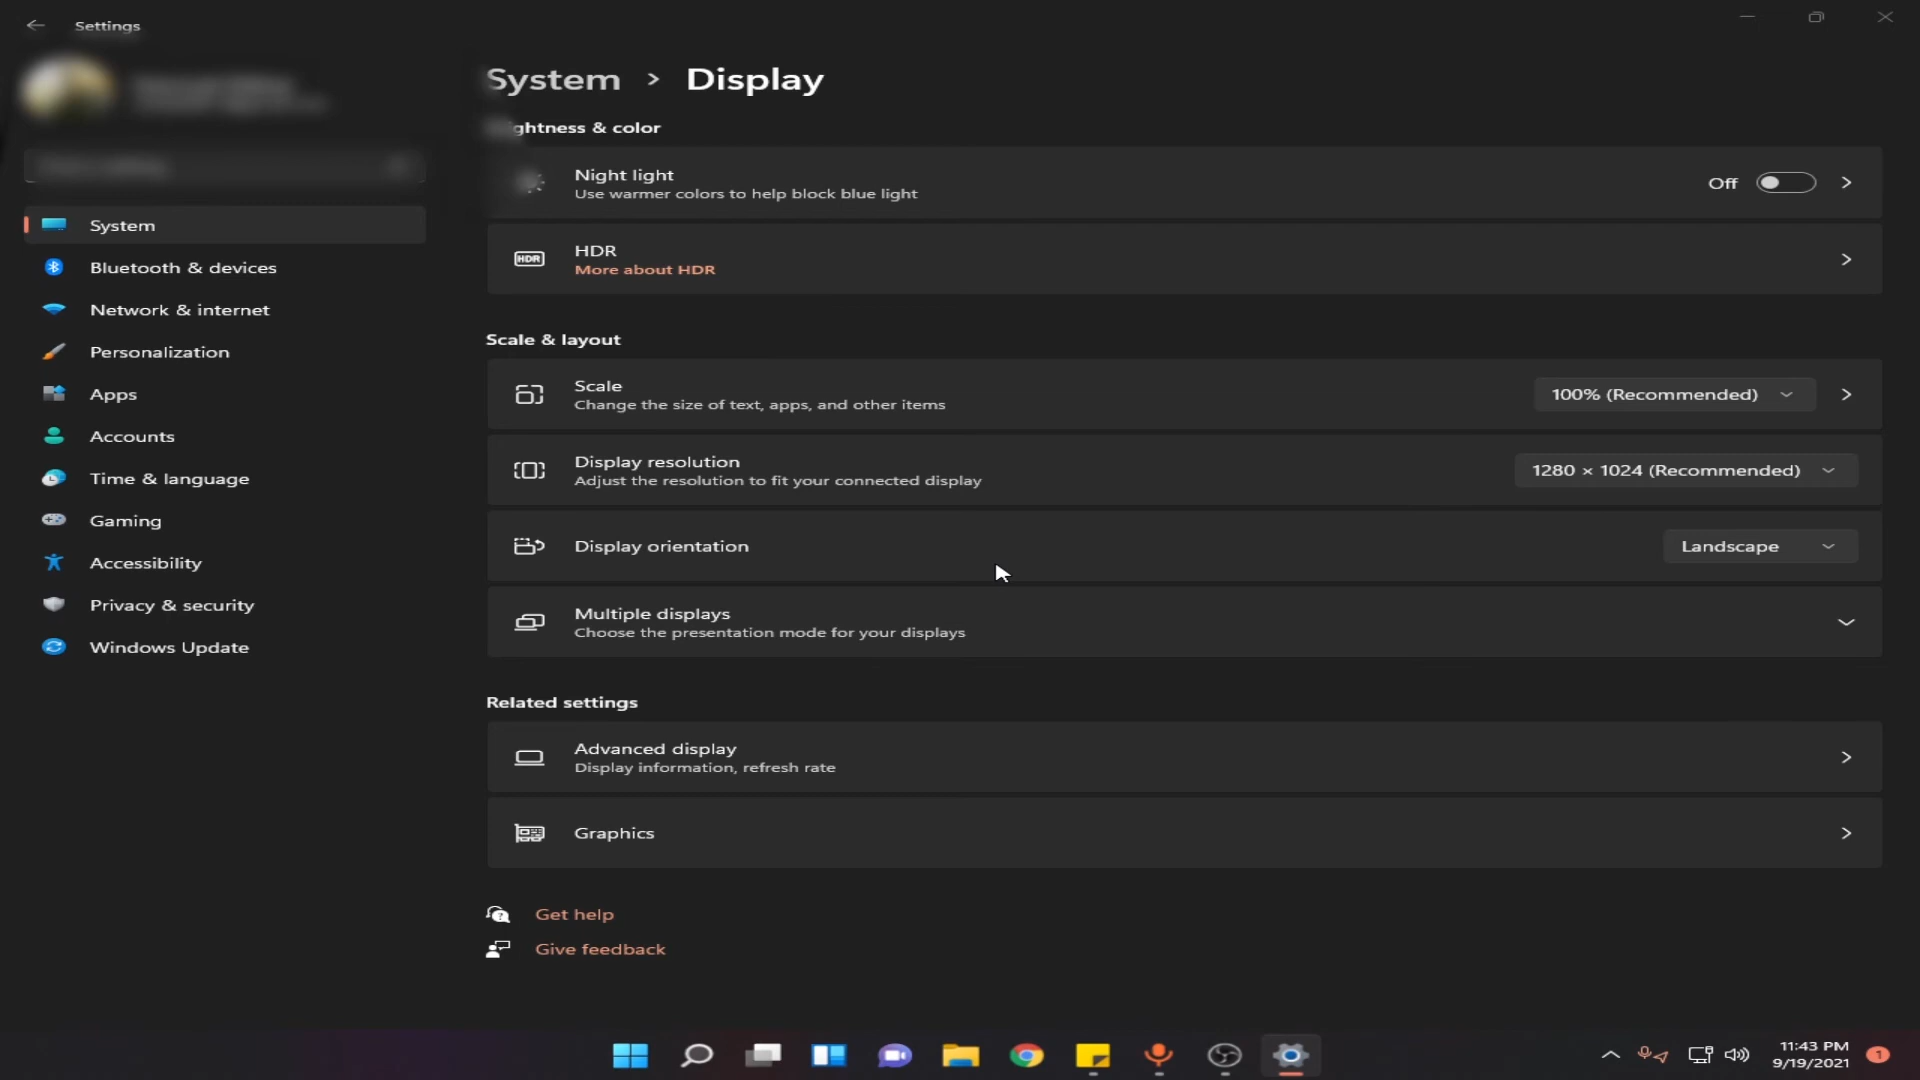 Settings
System > Display
ghtness & color
Night light
Use warmer colors to help block blue light
Off
HDR
HDR
More about HDR
Scale & layout
Scale
Change the size of text, apps, and other items
100% (Recommended)
Display resolution
Adjust the resolution to fit your connected display
1280 × 1024 (Recommended)
Display orientation
Landscape
Multiple displays
Choose the presentation mode for your displays
Related settings
Advanced display
Display information, refresh rate
Graphics
Get help
Give feedback
System
Bluetooth & devices
Network & internet
Personalization
Apps
Accounts
Time & language
Gaming
Accessibility
Privacy & security
Windows Update
11:43 PM
9/19/2021
1